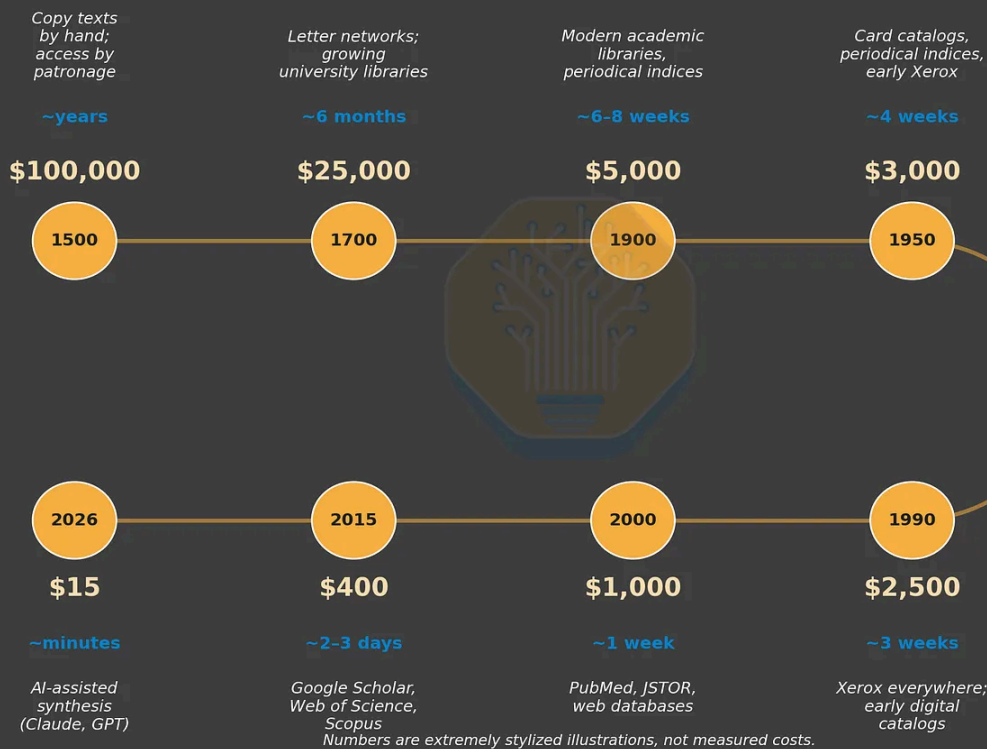 Copy texts
by hand;
access by
patronage
~years
$100,000
1500
Letter networks;
growing
university libraries
~6 months
$25,000
1700
Modern academic
libraries,
periodical indices
~6–8 weeks
$5,000
1900
Card catalogs,
periodical indices,
early Xerox
~4 weeks
$3,000
1950
2026
$15
~minutes
AI-assisted
synthesis
(Claude, GPT)
2015
$400
~2–3 days
Google Scholar,
Web of Science,
Scopus
2000
$1,000
~1 week
PubMed, JSTOR,
web databases
1990
$2,500
~3 weeks
Xerox everywhere;
early digital
catalogs
Numbers are extremely stylized illustrations, not measured costs.